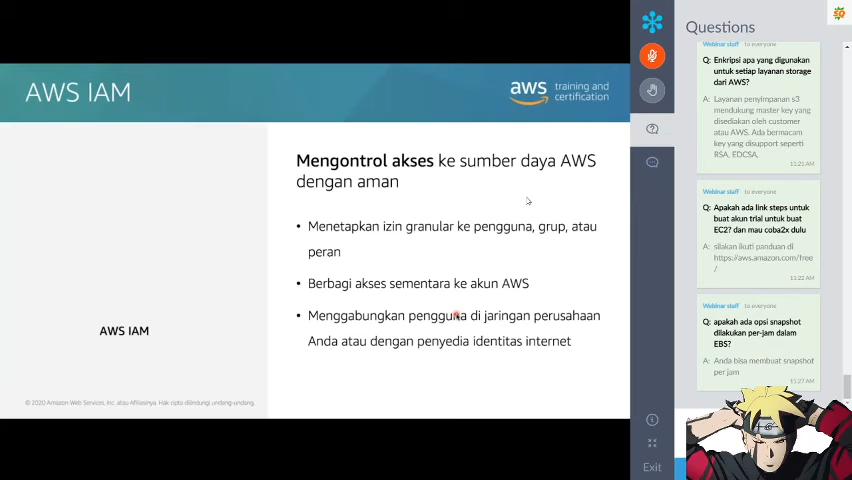 AWS IAM
aws training and
certification
Mengontrol akses ke sumber daya AWS
dengan aman
• Menetapkan izin granular ke pengguna, grup, atau
peran
• Berbagi akses sementara ke akun AWS
• Menggabungkan pengguna di jaringan perusahaan
Anda atau dengan penyedia identitas internet
AWS IAM
© 2020 Amazon Web Services, Inc. atau Afiliasinya. Hak cipta dilindungi undang-undang.
Exit
Questions
Webinar staff to everyone
Q: Enkripsi apa yang digunakan
untuk setiap layanan storage
dari AWS?
A: Layanan penyimpanan s3
mendukung master key yang
disediakan oleh customer
atau AWS. Ada bermacam
key yang disupport seperti
RSA, EDCSA,
11:21 AM
Webinar staff to everyone
Q: Apakah ada link steps untuk
buat akun trial untuk buat
EC2? dan mau coba2x dulu
A: silakan ikuti panduan di
https://aws.amazon.com/free
/
11:22 AM
Webinar staff to everyone
Q: apakah ada opsi snapshot
dilakukan per-jam dalam
EBS?
A: Anda bisa membuat snapshot
per jam
11:27 AM
SQ